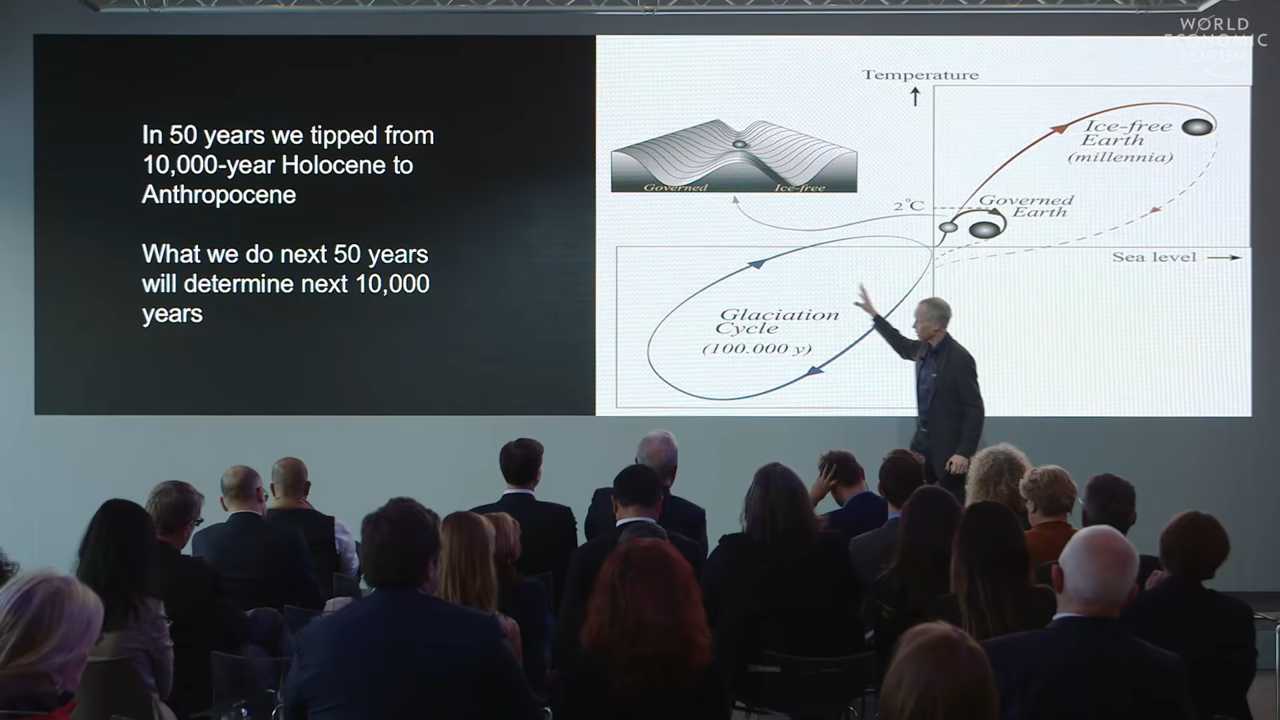 WORLD
ECONOMIC
FORUM
In 50 years we tipped from
10,000-year Holocene to
Anthropocene
What we do next 50 years
will determine next 10,000
years
Temperature
Ice-free
Earth
(millennia)
Governed
Ice-free
2°C
Governed
Earth
Sea level
Glaciation
Cycle
(100.000 y)